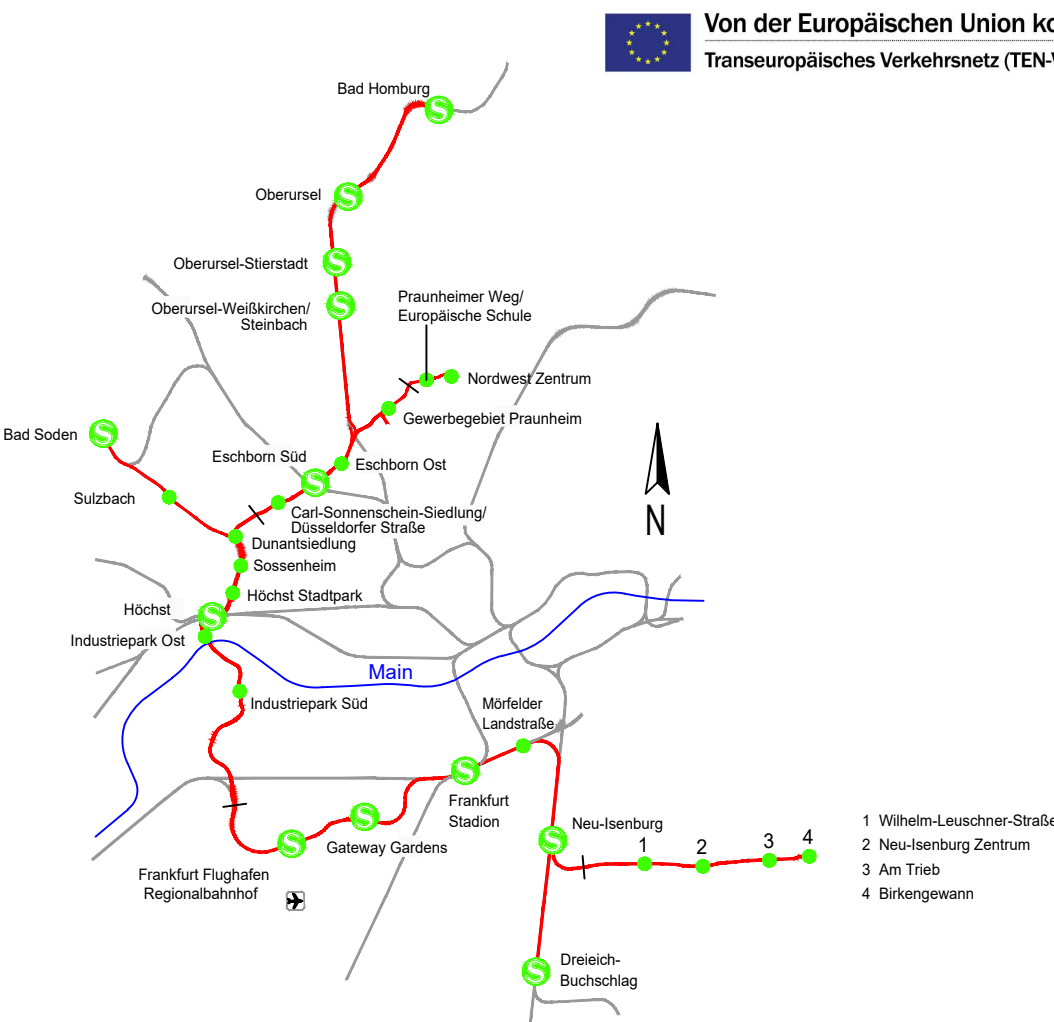 Von der Europäischen Union
Transeuropäisches Verkehrsnetz
Bad Homburg
Oberursel
Oberursel-Stierstadt
Oberursel-Weißkirchen/
Steinbach
Praunheimer Weg/
Europäische Schule
Nordwest Zentrum
Gewerbegebiet Praunheim
Bad Soden
Eschborn Süd
Eschborn Ost
Sulzbach
Carl-Sonnenschein-Siedlung/
Düsseldorfer Straße
Dunantsiedlung
Sossenheim
Höchst Stadtpark
Höchst
Industriepark Ost
N
Main
Industriepark Süd
Mörfelder
Landstraße
Frankfurt
Stadion
Gateway Gardens
Frankfurt Flughafen
Regionalbahnhof
Neu-Isenburg
1 2 3 4
1 Wilhelm-Leuschner-Straße
2 Neu-Isenburg Zentrum
3 Am Trieb
4 Birkengewann
Dreieich-
Buchschlag